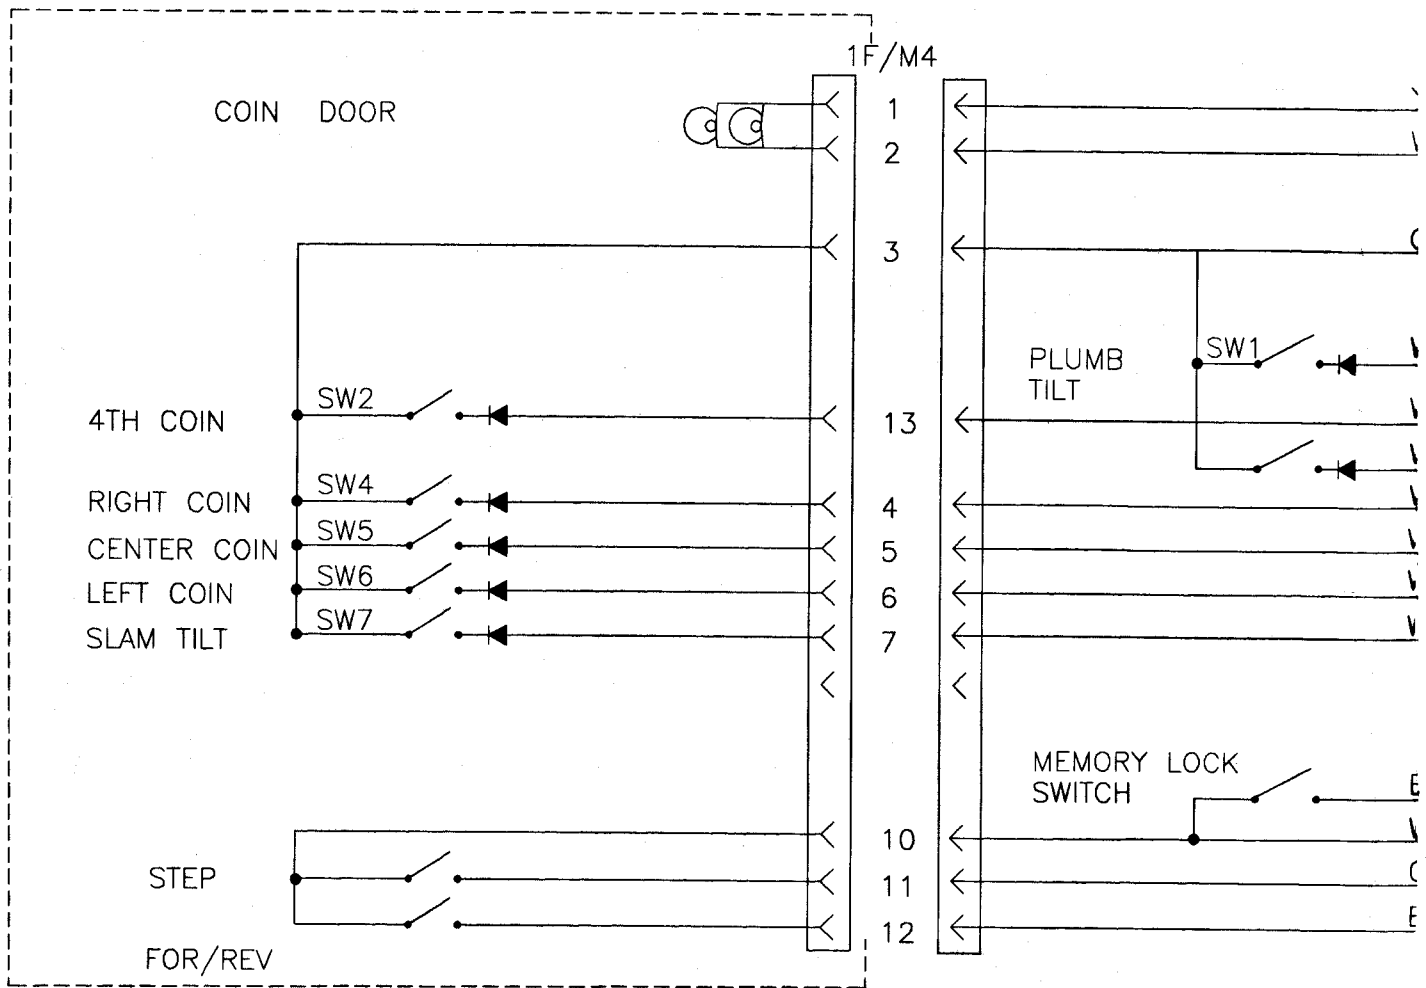 1F/M4
COIN DOOR
1
2
3
PLUMB
TILT
SW1
4TH COIN
SW2
13
RIGHT COIN
SW4
4
CENTER COIN
SW5
5
LEFT COIN
SW6
6
SLAM TILT
SW7
7
MEMORY LOCK
SWITCH
10
STEP
11
12
FOR/REV